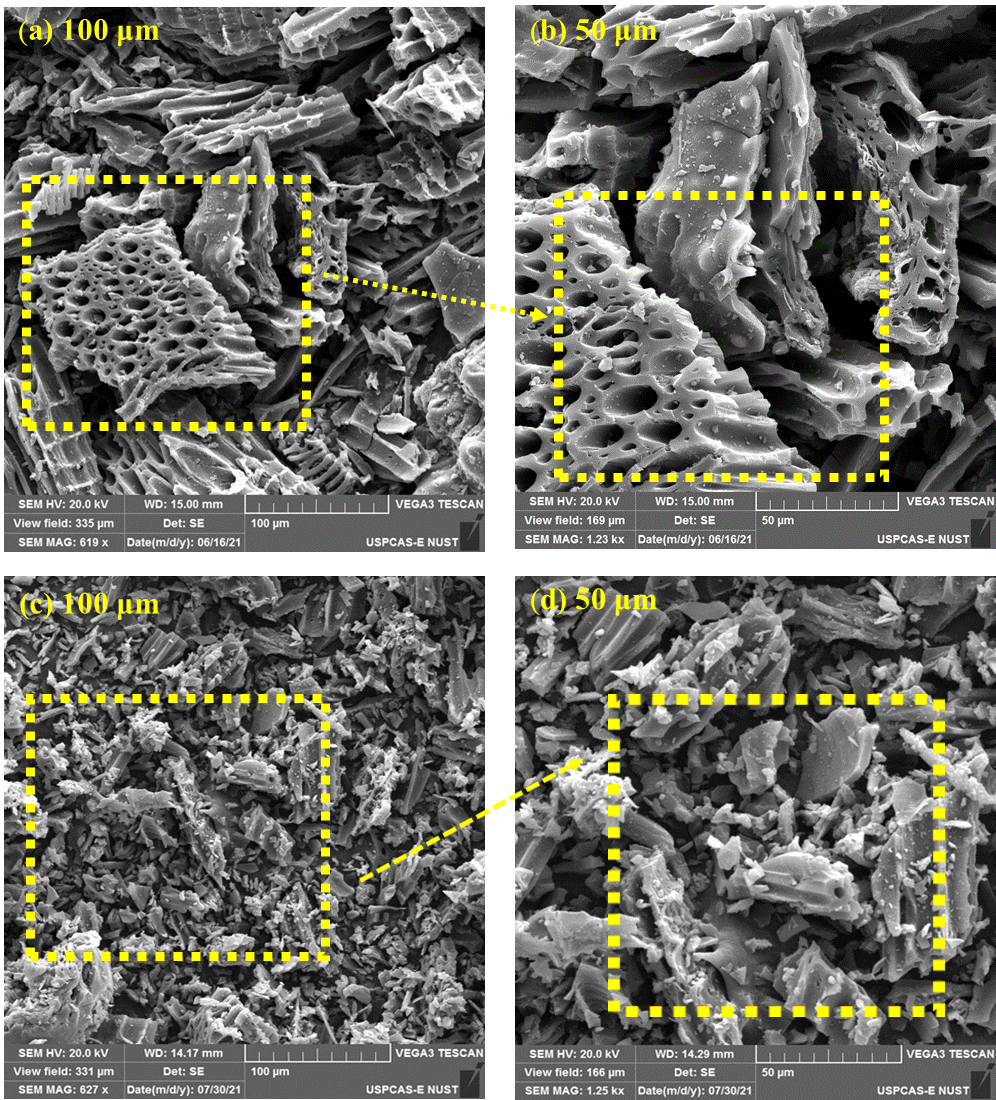 (a) 100 µm
SEM HV: 20.0 kV WD: 15.00 mm VEGA3 TESCAN
View field: 335 µm Det: SE 100 µm
SEM MAG: 619 x Date(m/d/y): 06/16/21 USPCAS-E NUST
(b) 50 µm
SEM HV: 20.0 kV WD: 15.00 mm VEGA3 TESCAN
View field: 169 µm Det: SE 50 µm
SEM MAG: 1.23 kx Date(m/d/y): 06/16/21 USPCAS-E NUST
(c) 100 µm
SEM HV: 20.0 kV WD: 14.17 mm VEGA3 TESCAN
View field: 331 µm Det: SE 100 µm
SEM MAG: 627 x Date(m/d/y): 07/30/21 USPCAS-E NUST
(d) 50 µm
SEM HV: 20.0 kV WD: 14.29 mm VEGA3 TESCAN
View field: 166 µm Det: SE 50 µm
SEM MAG: 1.25 kx Date(m/d/y): 07/30/21 USPCAS-E NUST